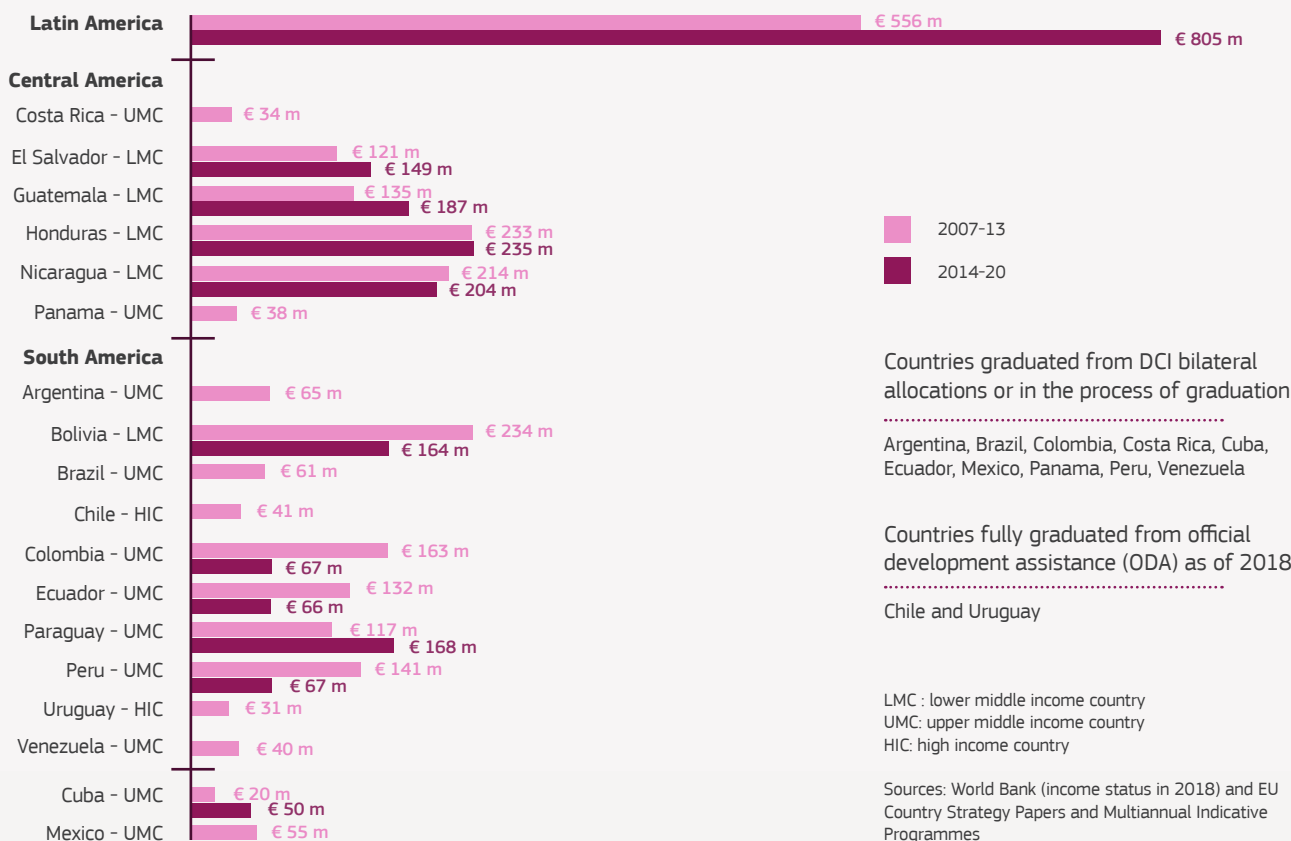 Latin America
€ 556 m
€ 805 m
Central America
Costa Rica - UMC € 34 m
El Salvador - LMC € 121 m
€ 149 m
Guatemala - LMC € 135 m
€ 187 m
Honduras - LMC € 233 m
€ 235 m
Nicaragua - LMC € 214 m
€ 204 m
Panama - UMC € 38 m
South America
Argentina - UMC € 65 m
Bolivia - LMC € 234 m
€ 164 m
Brazil - UMC € 61 m
Chile - HIC € 41 m
Colombia - UMC € 163 m
€ 67 m
Ecuador - UMC € 132 m
€ 66 m
Paraguay - UMC € 117 m
€ 168 m
Peru - UMC € 141 m
€ 67 m
Uruguay - HIC € 31 m
Venezuela - UMC € 40 m
Cuba - UMC € 20 m
€ 50 m
Mexico - UMC € 55 m
2007-13
2014-20
Countries graduated from DCI bilateral
allocations or in the process of graduation
Argentina, Brazil, Colombia, Costa Rica, Cuba,
Ecuador, Mexico, Panama, Peru, Venezuela
Countries fully graduated from official
development assistance (ODA) as of 2018
Chile and Uruguay
LMC : lower middle income country
UMC: upper middle income country
HIC: high income country
Sources: World Bank (income status in 2018) and EU
Country Strategy Papers and Multiannual Indicative
Programmes